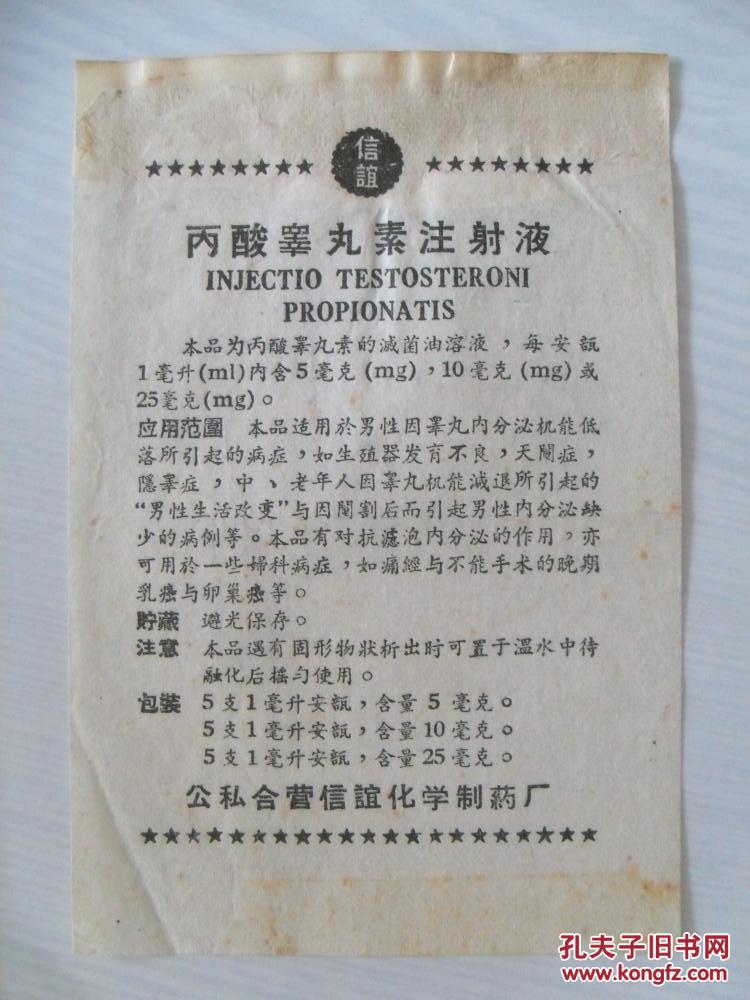 信
誼
★★★★★★★★ ★★★★★★★★
丙酸睾丸素注射液
INJECTIO TESTOSTERONI
PROPIONATIS
本品为丙酸睾丸素的滅菌油溶液，每安瓿
1毫升(ml)内含5毫克(mg)，10毫克(mg)或
25毫克(mg)。
应用范圍 本品适用於男性因睾丸内分泌机能低
落所引起的病症，如生殖器发育不良，天閹症，
隱睾症，中、老年人因睾丸机能減退所引起的
“男性生活改变”与因閹割后而引起男性内分泌缺
少的病例等。本品有对抗濾泡内分泌的作用，亦
可用於一些婦科病症，如痛經与不能手术的晚期
乳癌与卵巢癌等。
貯藏 避光保存。
注意 本品遇有固形物狀析出时可置于溫水中待
融化后搖勻使用。
包裝 5支1毫升安瓿，含量 5 毫克。
5支1毫升安瓿，含量10毫克。
5支1毫升安瓿，含量25毫克。
公私合营信誼化学制药厂
★★★★★★★★★★★★★★★★★★★★★
孔夫子旧书网
www.kongfz.com